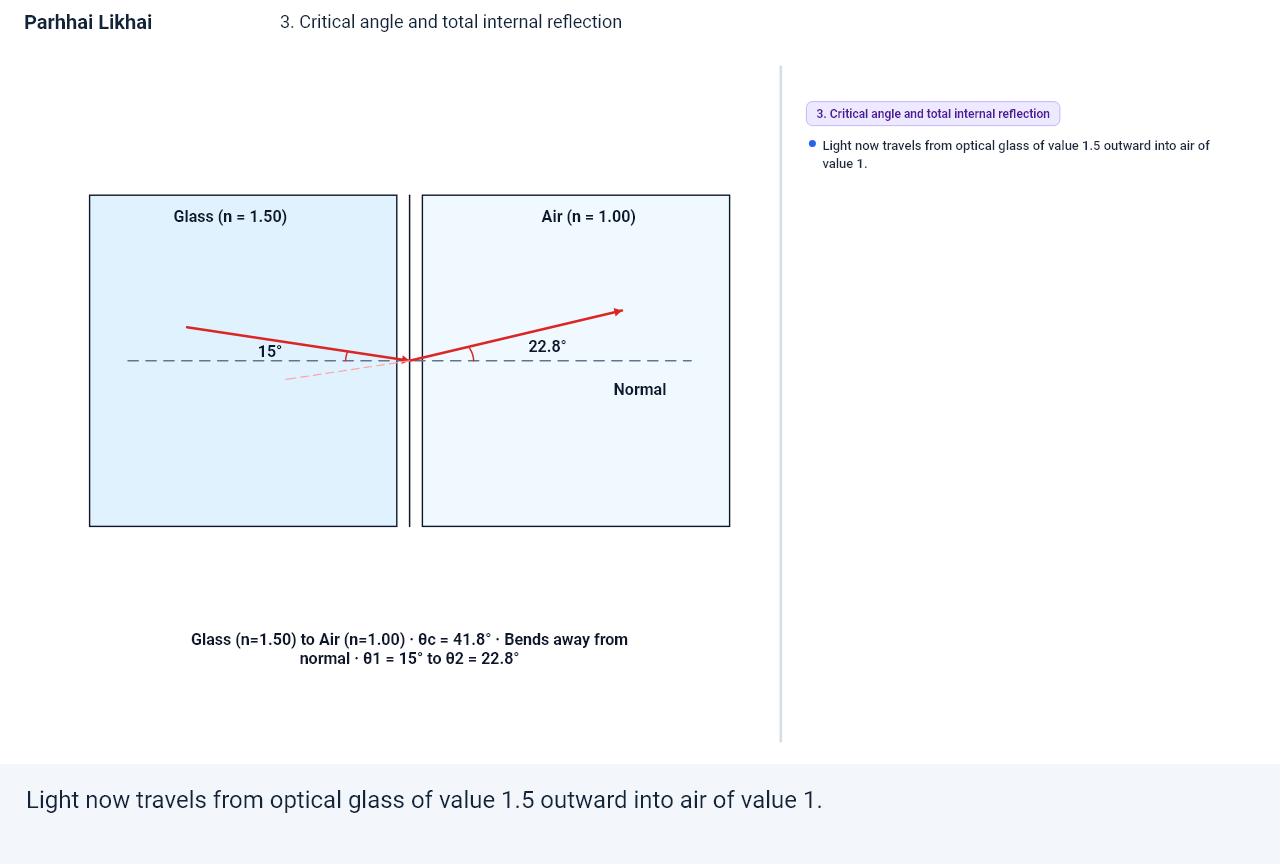 Parhhai Likhai
3. Critical angle and total internal reflection
3. Critical angle and total internal reflection
Light now travels from optical glass of value 1.5 outward into air of
value 1.
Glass (n = 1.50)
Air (n = 1.00)
15°
22.8°
Normal
Glass (n=1.50) to Air (n=1.00) · θc = 41.8° · Bends away from
normal · θ1 = 15° to θ2 = 22.8°
Light now travels from optical glass of value 1.5 outward into air of value 1.